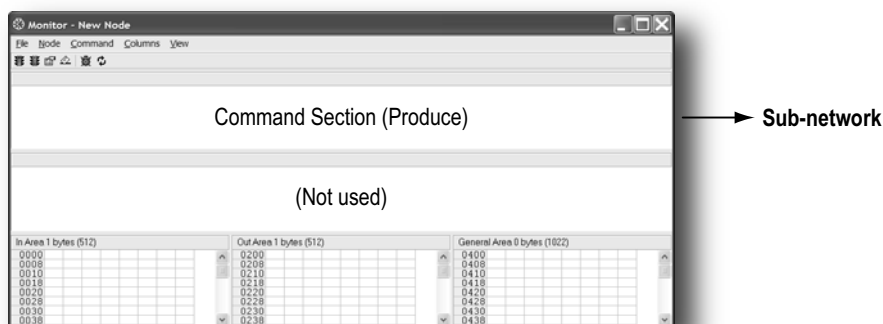 Monitor - New Node
File Node Command Columns View
Command Section (Produce)
Sub-network
(Not used)
In Area 1 bytes (512) Out Area 1 bytes (512) General Area 0 bytes (1022)
0000 0200 0400
0008 0208 0408
0010 0210 0410
0018 0218 0418
0020 0220 0420
0028 0228 0428
0030 0230 0430
0038 0238 0438